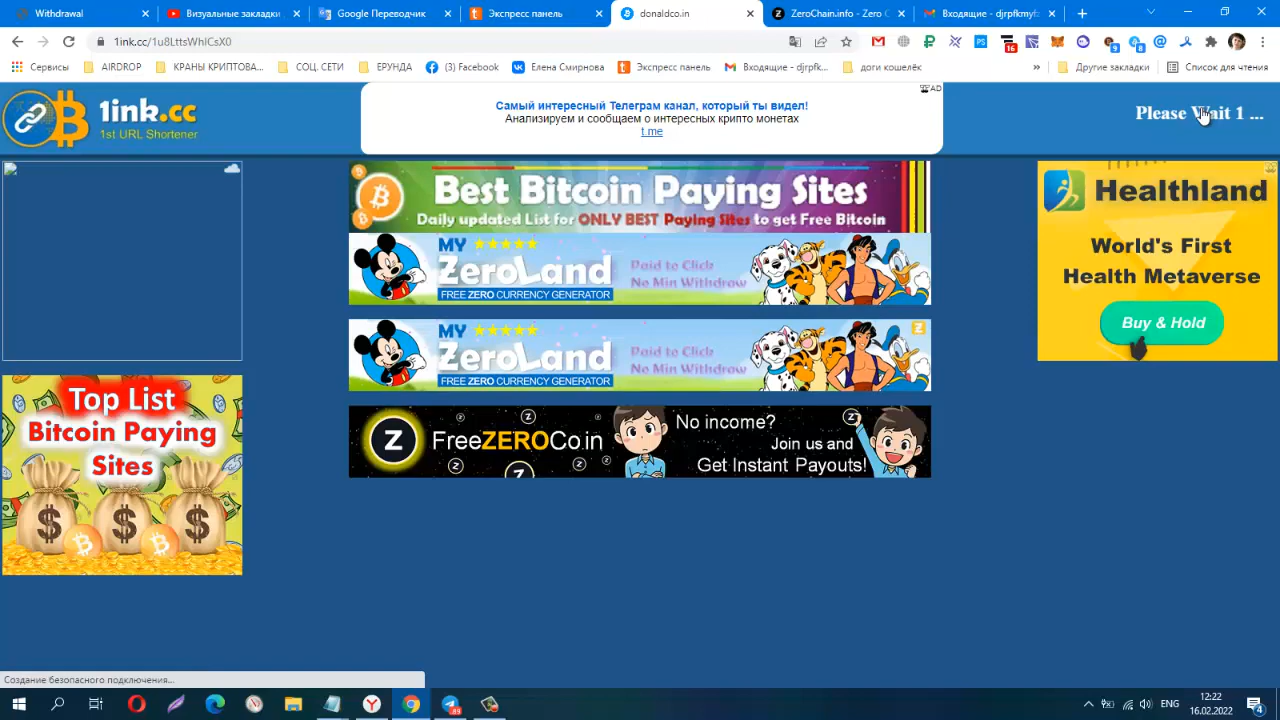 Withdrawal
Визуальные закладки
Google Переводчик
Экспресс панель
donaldco.in
ZeroChain.info - Zero C
Входящие - djrpfkmyf
1ink.cc/1u8LttsWhlCsX0
Сервисы
AIRDROP
КРАНЫ КРИПТОВА...
СОЦ. СЕТИ
ЕРУНДА
(3) Facebook
Елена Смирнова
Экспресс панель
Входящие - djrpfk...
доги кошелёк
Другие закладки
Список для чтения
1ink.cc
1st URL Shortener
AD
Самый интересный Телеграм канал, который ты видел!
Анализируем и сообщаем о интересных крипто монетах
t.me
Please Wait 1 ...
Best Bitcoin Paying Sites
Daily updated List for ONLY BEST Paying Sites to get Free Bitcoin
MY
ZeroLand
FREE ZERO CURRENCY GENERATOR
Paid to Click
No Min Withdraw
MY
ZeroLand
FREE ZERO CURRENCY GENERATOR
Paid to Click
No Min Withdraw
FreeZEROCoin
No income?
Join us and
Get Instant Payouts!
Healthland
World's First
Health Metaverse
Buy & Hold
Top List
Bitcoin Paying
Sites
Создание безопасного подключения...
ENG
12:22
16.02.2022